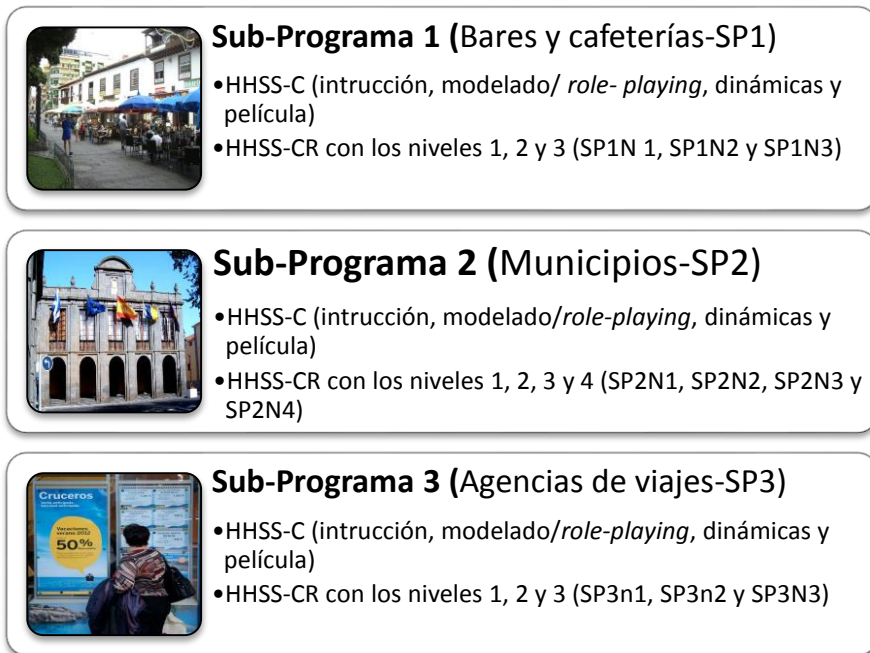 Sub-Programa 1 (Bares y cafeterías-SP1)
•HHSS-C (intrucción, modelado/ role- playing, dinámicas y
película)
•HHSS-CR con los niveles 1, 2 y 3 (SP1N 1, SP1N2 y SP1N3)
Sub-Programa 2 (Municipios-SP2)
•HHSS-C (intrucción, modelado/role-playing, dinámicas y
película)
•HHSS-CR con los niveles 1, 2, 3 y 4 (SP2N1, SP2N2, SP2N3 y
SP2N4)
Sub-Programa 3 (Agencias de viajes-SP3)
•HHSS-C (intrucción, modelado/role-playing, dinámicas y
película)
•HHSS-CR con los niveles 1, 2 y 3 (SP3n1, SP3n2 y SP3N3)
Cruceros
Vacaciones
verano 2012
50%